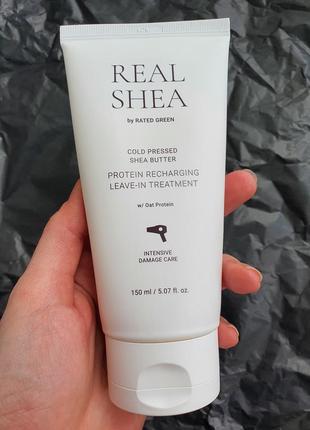 REAL
SHEA
by RATED GREEN
COLD PRESSED
SHEA BUTTER
PROTEIN RECHARGING
LEAVE-IN TREATMENT
w/ Oat Protein
INTENSIVE
DAMAGE CARE
150 ml / 5.07 fl. oz.